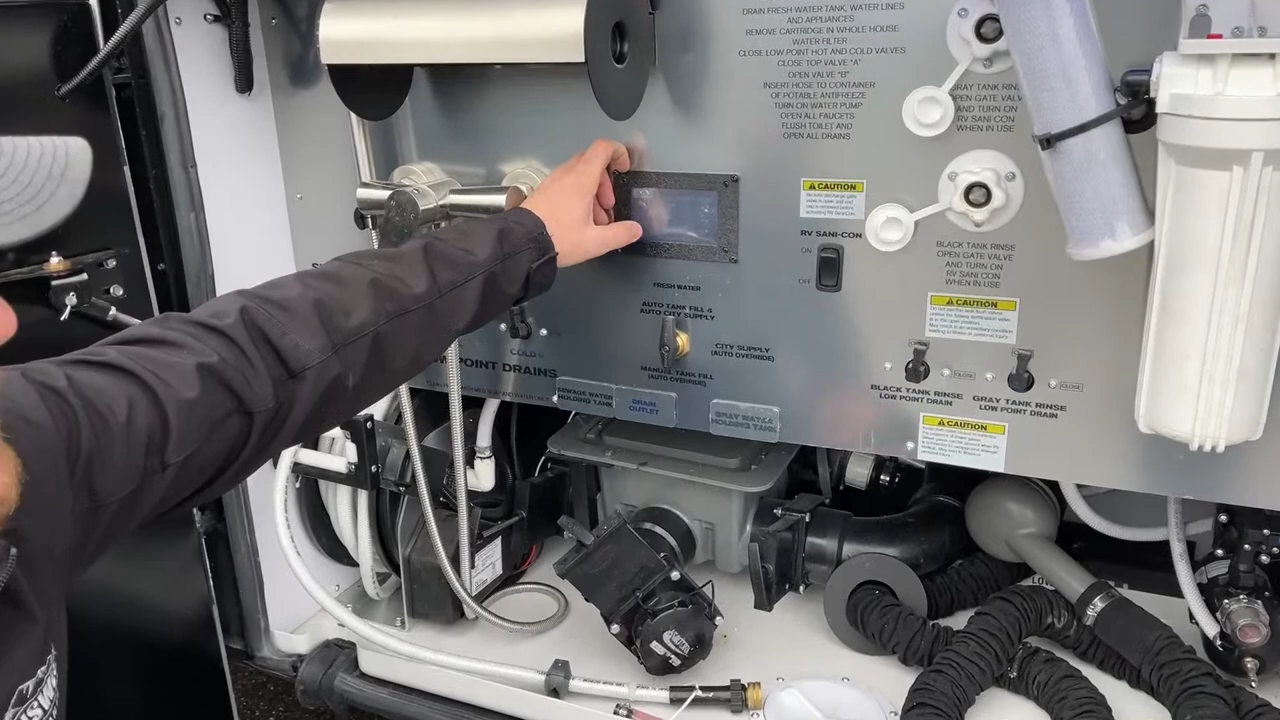 DRAIN FRESH WATER TANK, WATER LINES
AND APPLIANCES
REMOVE CARTRIDGE IN WHOLE HOUSE
WATER FILTER
CLOSE LOW POINT HOT AND COLD VALVES
CLOSE TOP VALVE "A"
OPEN VALVE "B"
INSERT HOSE TO CONTAINER
OF POTABLE ANTIFREEZE
TURN ON WATER PUMP
OPEN ALL FAUCETS
FLUSH TOILET AND
OPEN ALL DRAINS
GRAY TANK RINS
OPEN GATE VALV
AND TURN ON
RV SANI CON
WHEN IN USE
CAUTION
RV SANI-CON
ON
OFF
BLACK TANK RINSE
OPEN GATE VALVE
AND TURN ON
RV SANI CON
WHEN IN USE
CAUTION
FRESH WATER
AUTO TANK FILL &
AUTO CITY SUPPLY
CITY SUPPLY
(AUTO OVERRIDE)
MANUAL TANK FILL
(AUTO OVERRIDE)
COLD
POINT DRAINS
CLOSE
CLOSE
BLACK TANK RINSE
LOW POINT DRAIN
GRAY TANK RINSE
LOW POINT DRAIN
SEWAGE WATER
HOLDING TANK
DRAIN
OUTLET
GRAY WATER
HOLDING TANK
CAUTION